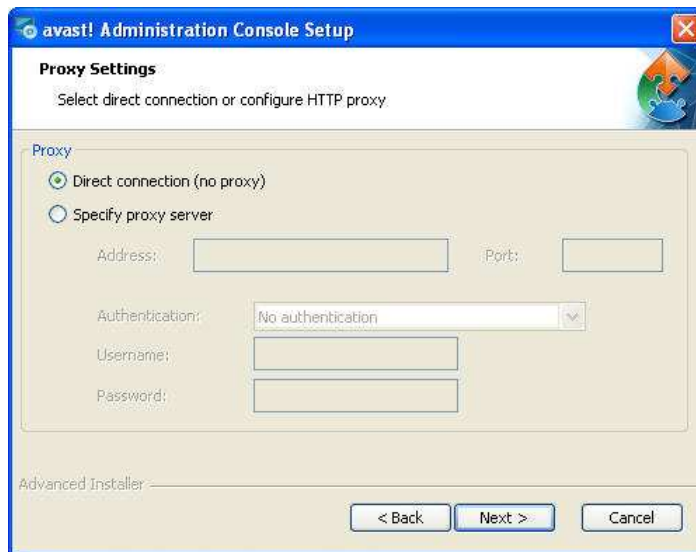 avast! Administration Console Setup
Proxy Settings
Select direct connection or configure HTTP proxy
Proxy
Direct connection (no proxy)
Specify proxy server
Address:
Port:
Authentication:
No authentication
Username:
Password:
Advanced Installer
< Back
Next >
Cancel